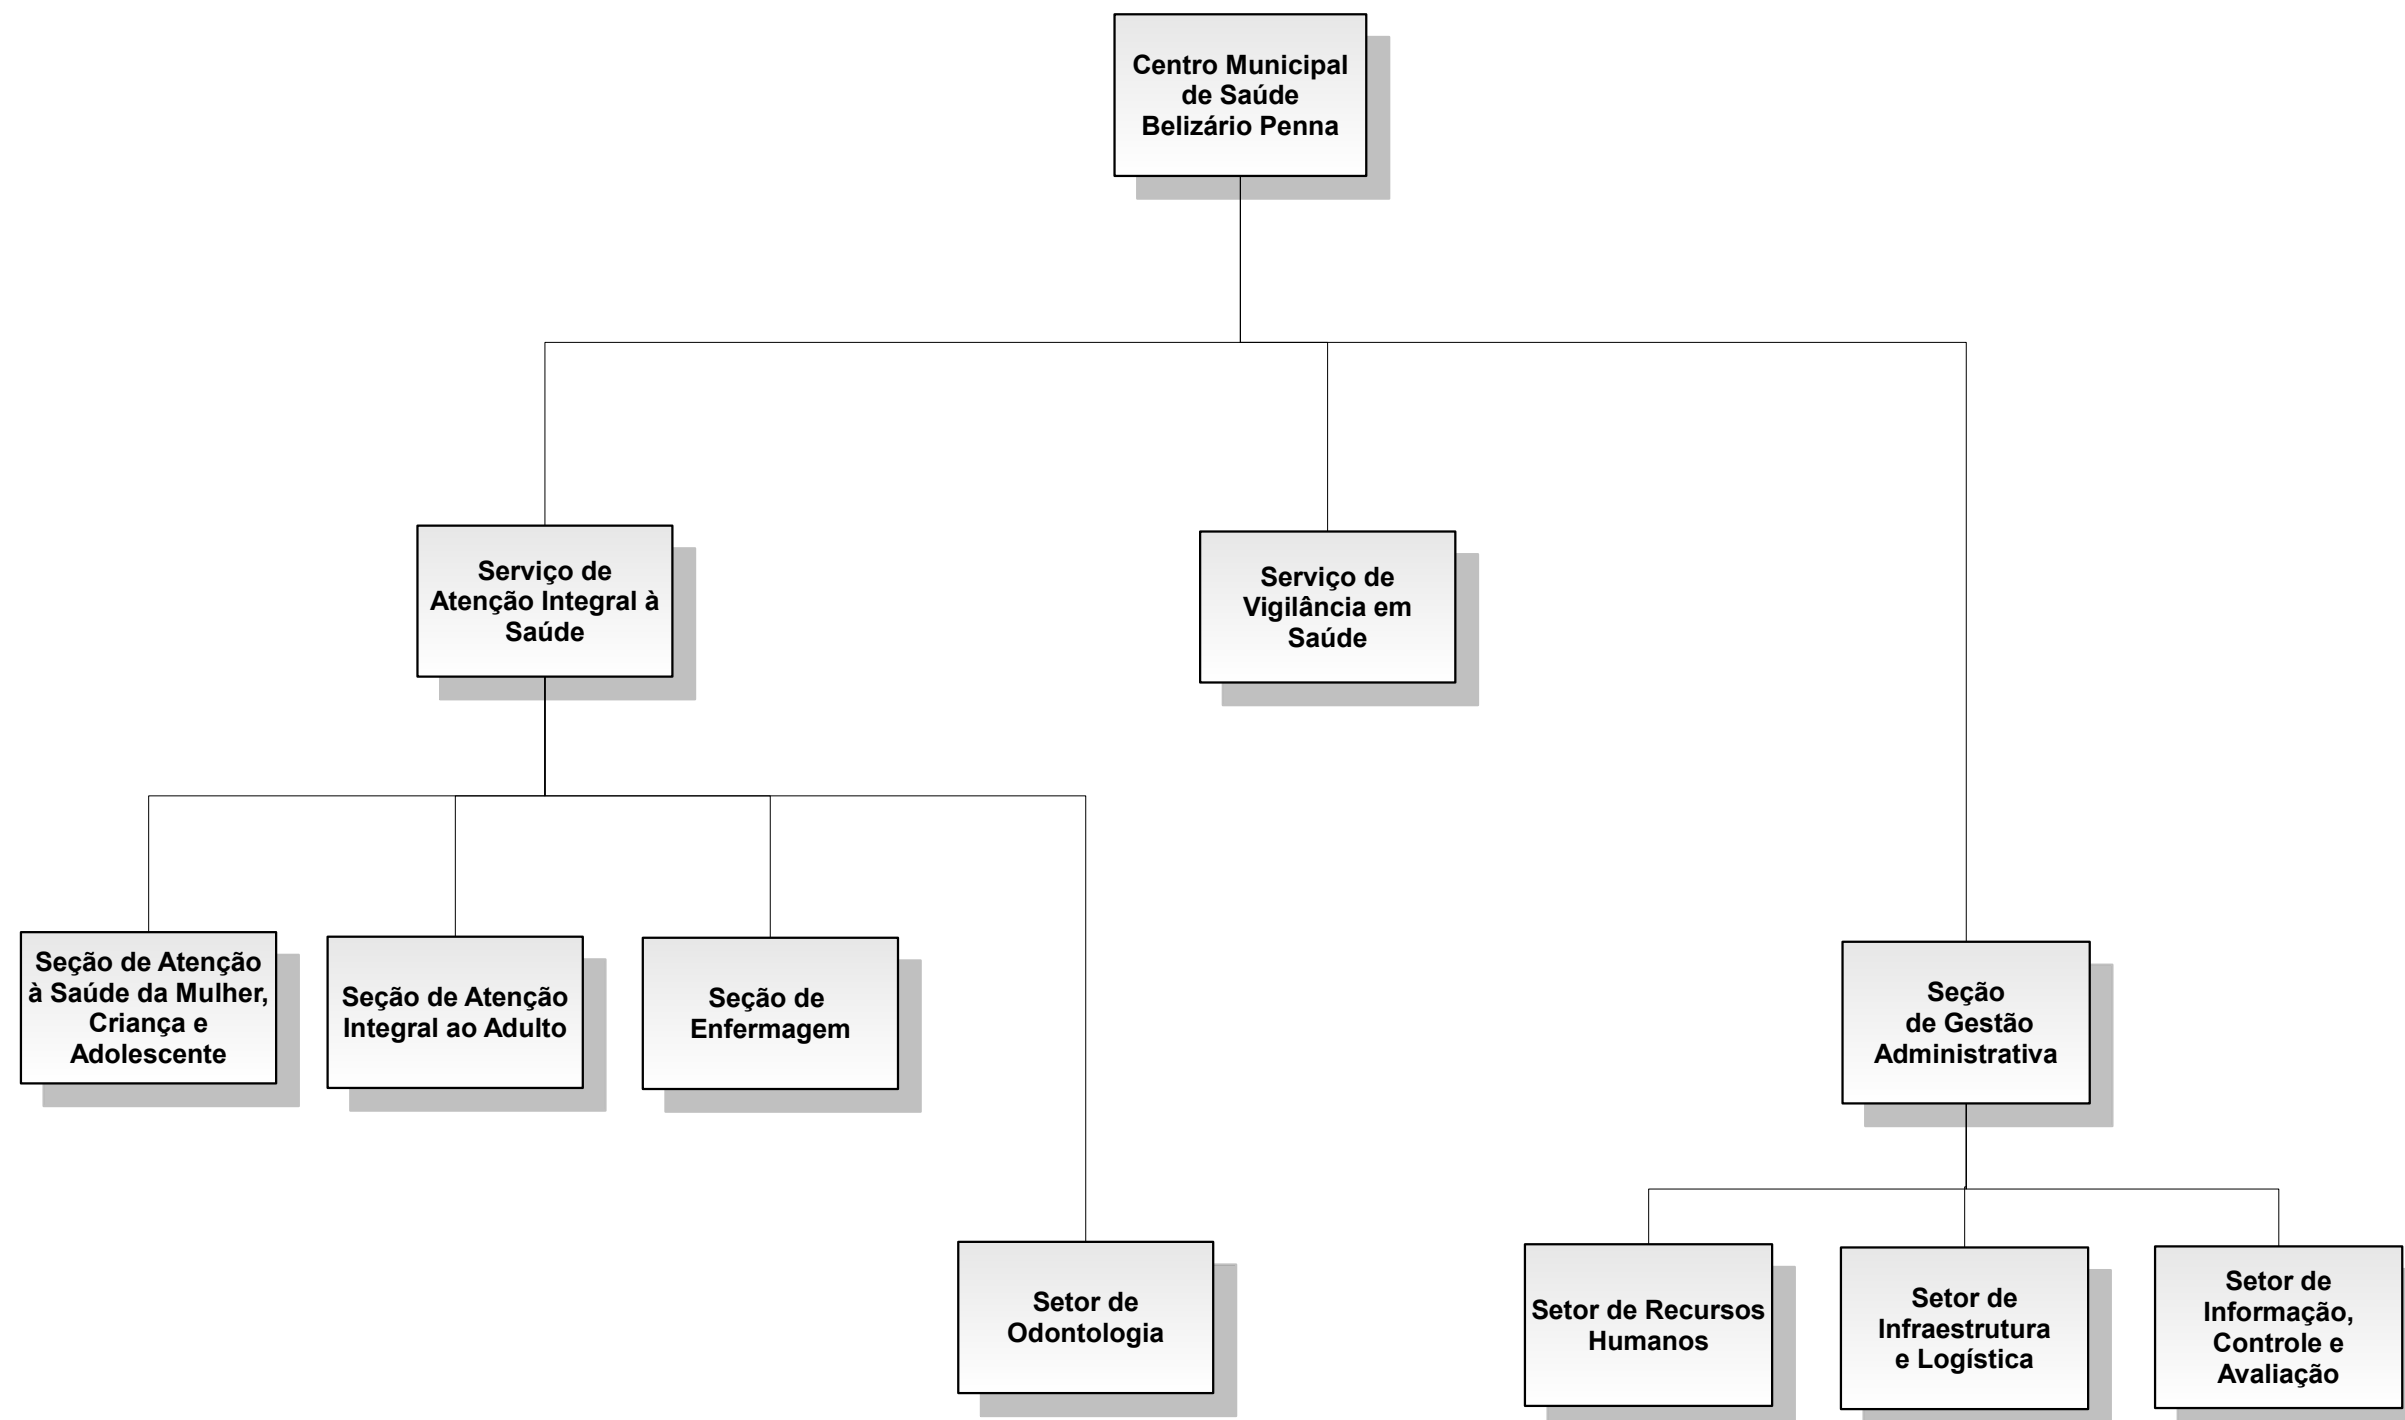 Centro Municipal
de Saúde
Belizário Penna
Serviço de
Atenção Integral à
Saúde
Serviço de
Vigilância em
Saúde
Seção de Atenção
à Saúde da Mulher,
Criança e
Adolescente
Seção de Atenção
Integral ao Adulto
Seção de
Enfermagem
Seção
de Gestão
Administrativa
Setor de
Odontologia
Setor de Recursos
Humanos
Setor de
Infraestrutura
e Logística
Setor de
Informação,
Controle e
Avaliação